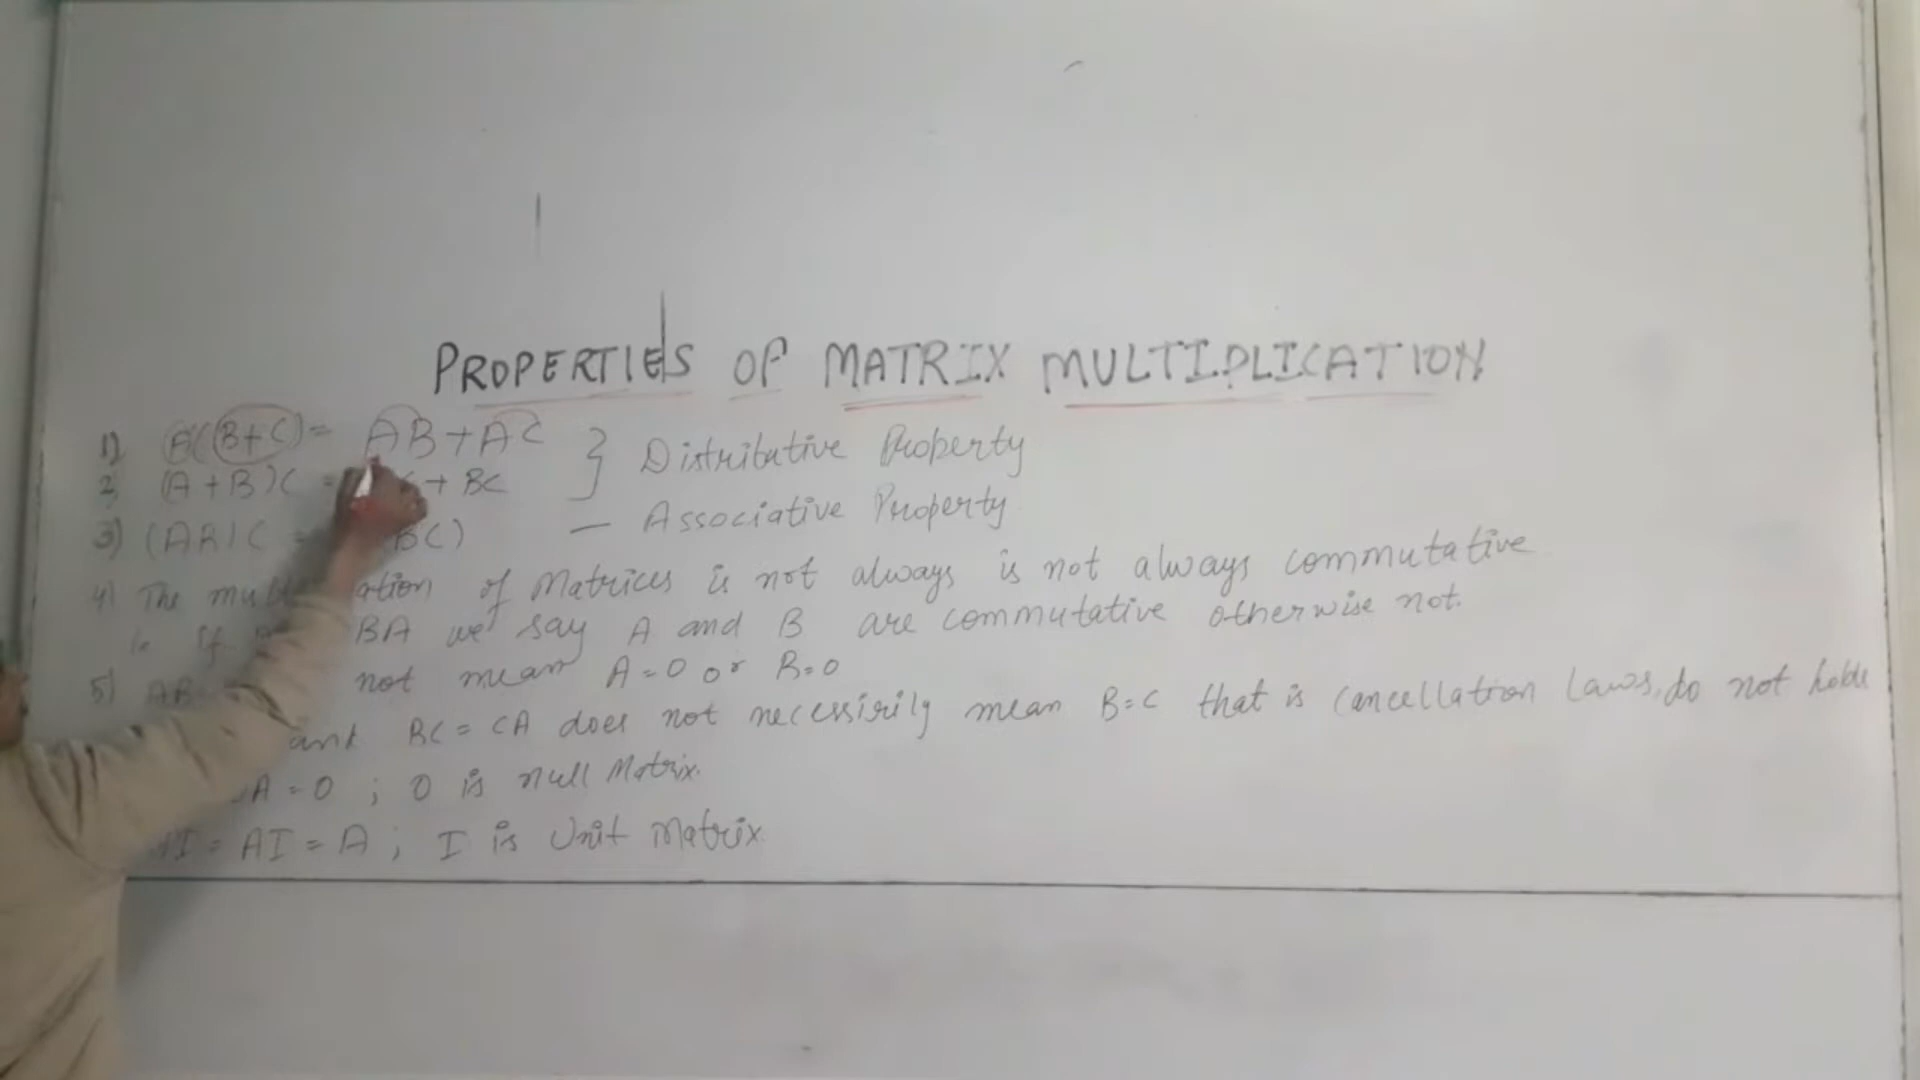 PROPERTIES OF MATRIX MULTIPLICATION
1) A(B+C) = AB+AC } Distributive Property
2) (A+B)C = + BC
3) (AB)C = BC) — Associative Property
4) The of Matrices is not always is not always commutative
ie If BA we say A and B are commutative otherwise not.
5) AB not mean A=0 or B=0
and BC = CA does not necessirily mean B=C that is cancellation laws, do not holds
A=0 ; O is null Matrix.
I = AI = A ; I is Unit Matrix